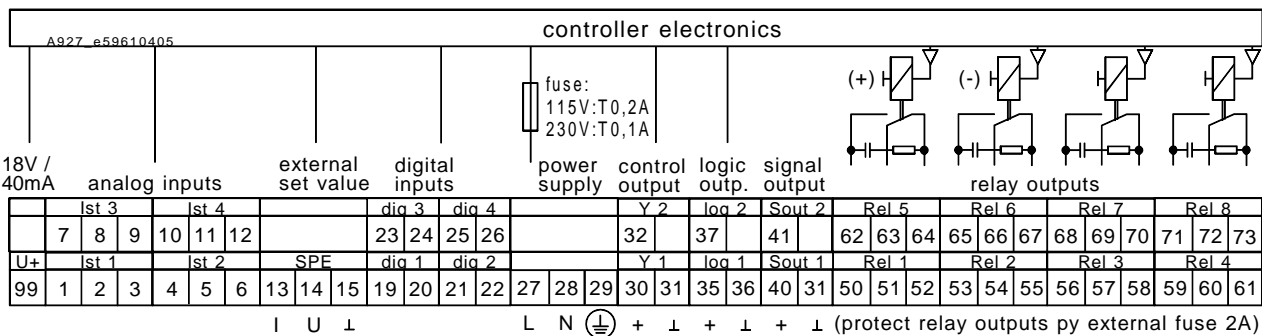 controller electronics
A927_e59610405
(+) (-)
fuse:
115V:T0,2A
230V:T0,1A
18V / external digital power control logic signal
40mA analog inputs set value inputs supply output outp. output relay outputs
Ist 3 Ist 4 dig 3 dig 4 Y 2 log 2 Sout 2 Rel 5 Rel 6 Rel 7 Rel 8
7 8 9 10 11 12 23 24 25 26 32 37 41 62 63 64 65 66 67 68 69 70 71 72 73
U+ Ist 1 Ist 2 SPE dig 1 dig 2 Y 1 log 1 Sout 1 Rel 1 Rel 2 Rel 3 Rel 4
99 1 2 3 4 5 6 13 14 15 19 20 21 22 27 28 29 30 31 35 36 40 31 50 51 52 53 54 55 56 57 58 59 60 61
I U ⊥ L N ⏚ + ⊥ + ⊥ + ⊥ (protect relay outputs py external fuse 2A)